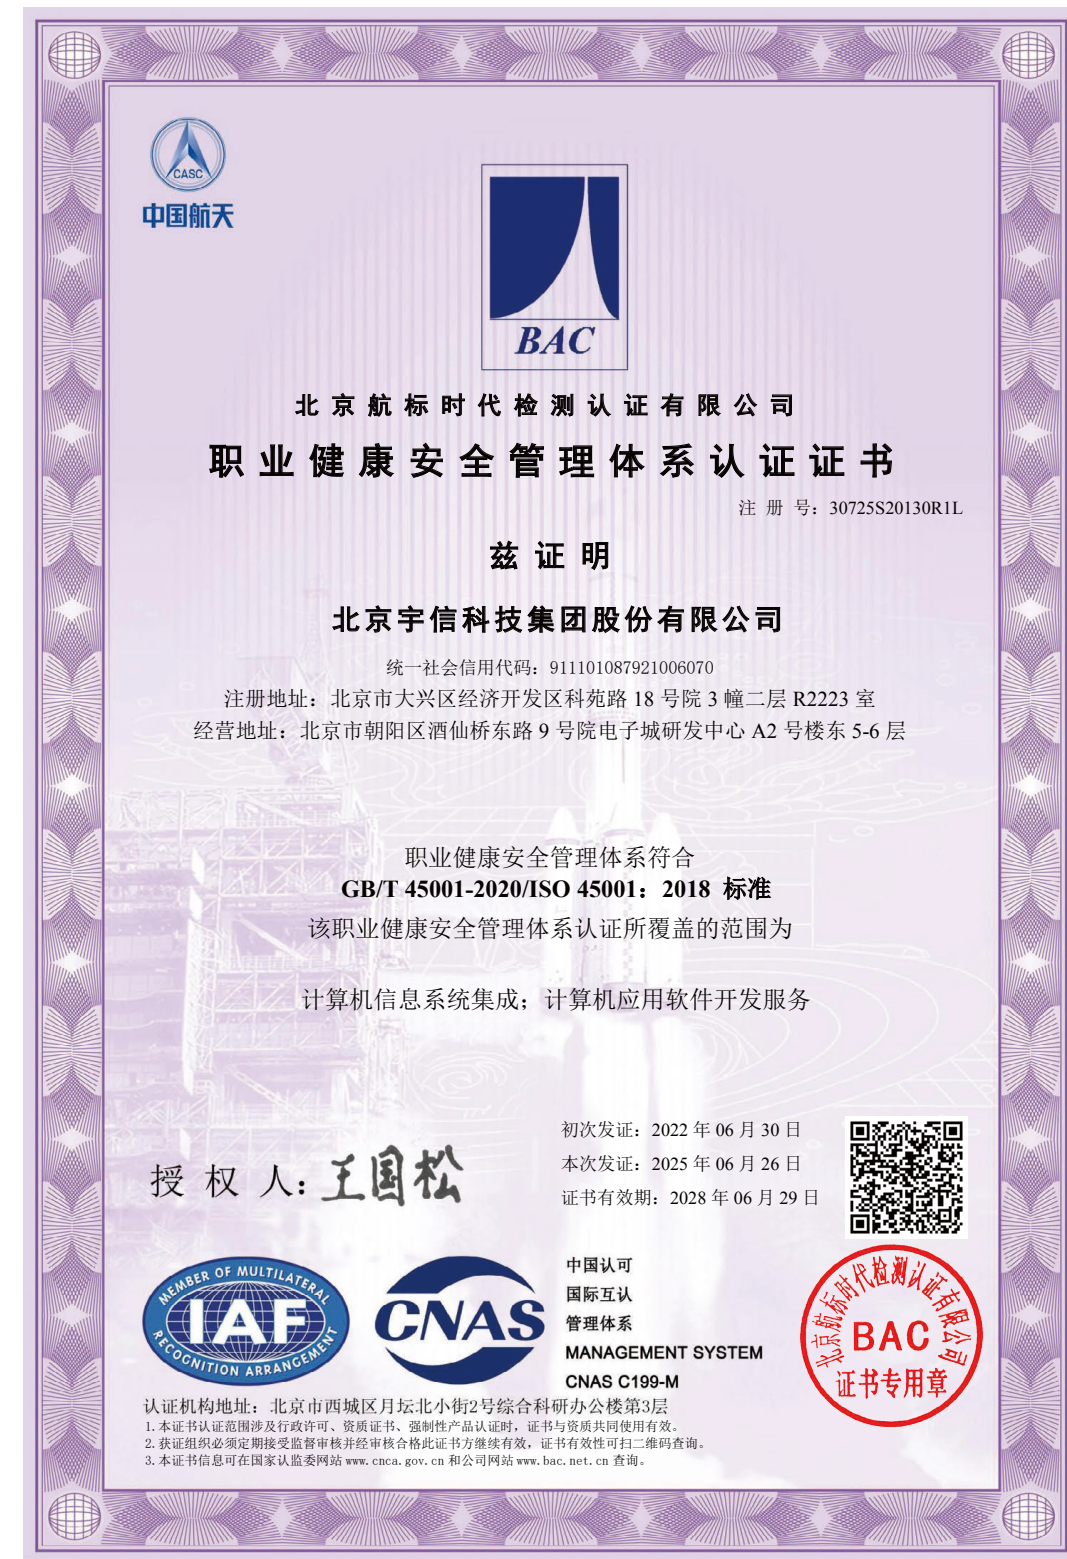 CASC
中国航天
BAC
北京航标时代检测认证有限公司
职业健康安全管理体系认证证书
注 册 号：30725S20130R1L
兹证明
北京宇信科技集团股份有限公司
统一社会信用代码：911101087921006070
注册地址：北京市大兴区经济开发区科苑路 18 号院 3 幢二层 R2223 室
经营地址：北京市朝阳区酒仙桥东路 9 号院电子城研发中心 A2 号楼东 5-6 层
职业健康安全管理体系符合
GB/T 45001-2020/ISO 45001：2018 标准
该职业健康安全管理体系认证所覆盖的范围为
计算机信息系统集成；计算机应用软件开发服务
初次发证：2022 年 06 月 30 日
本次发证：2025 年 06 月 26 日
证书有效期：2028 年 06 月 29 日
授 权 人：王国松
MEMBER OF MULTILATERAL
IAF
RECOGNITION ARRANGEMENT
CNAS
中国认可
国际互认
管理体系
MANAGEMENT SYSTEM
CNAS C199-M
北京航标时代检测认证有限公司
BAC
证书专用章
认证机构地址：北京市西城区月坛北小街2号综合科研办公楼第3层
1.本证书认证范围涉及行政许可、资质证书、强制性产品认证时，证书与资质共同使用有效。
2.获证组织必须定期接受监督审核并经审核合格此证书方继续有效，证书有效性可扫二维码查询。
3.本证书信息可在国家认监委网站 www.cnca.gov.cn 和公司网站 www.bac.net.cn 查询。